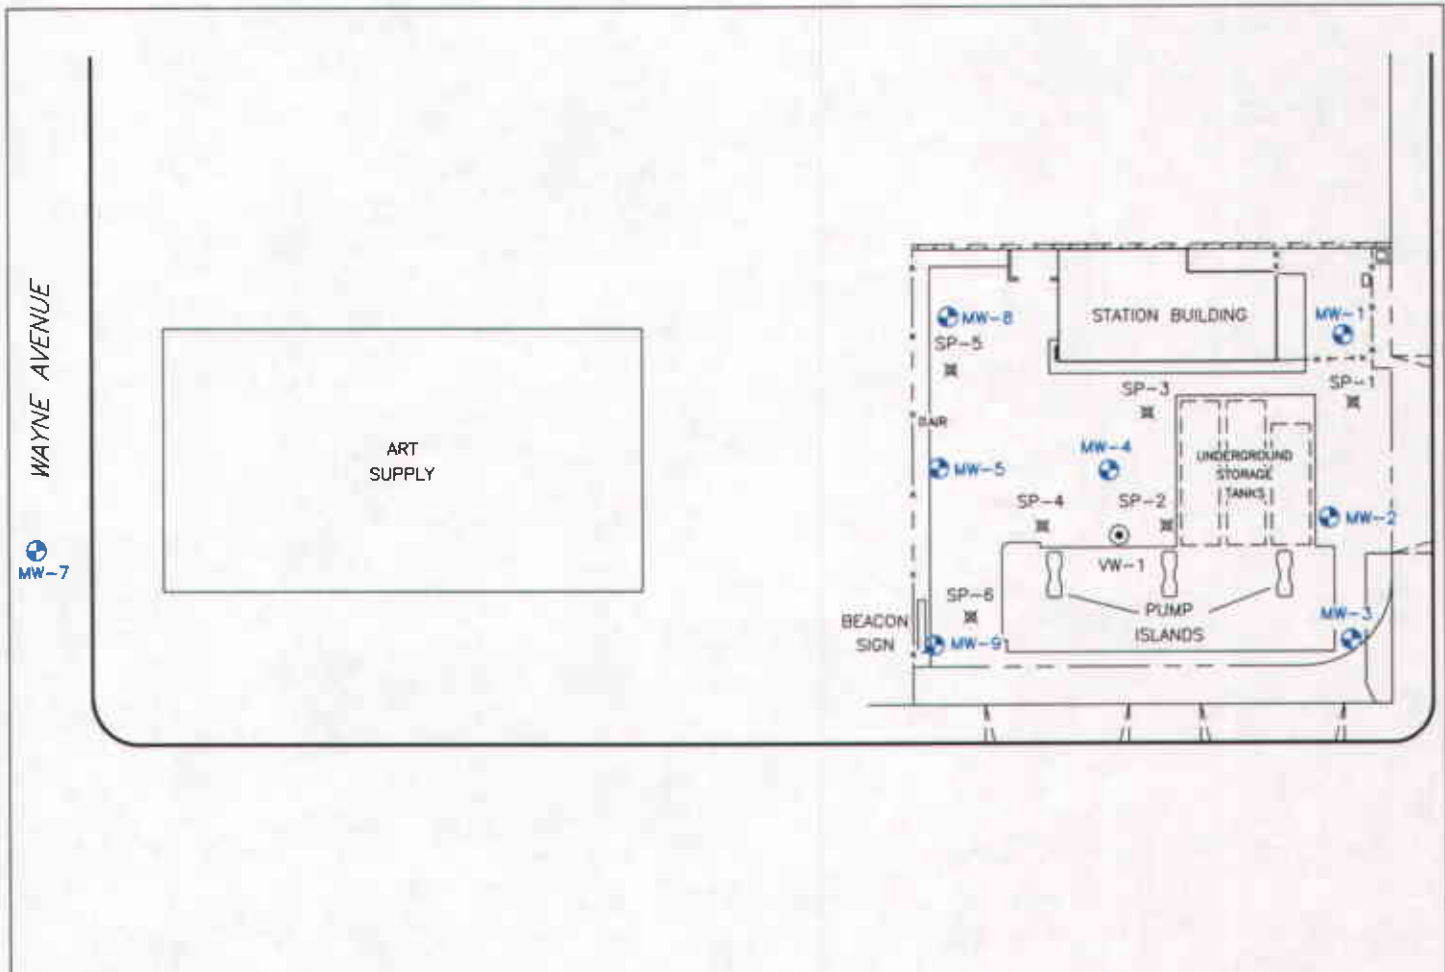 WAYNE AVENUE
MW-7
ART
SUPPLY
MW-8
SP-5
STATION BUILDING
MW-1
SP-3
SP-1
AIR
MW-5
MW-4
UNDERGROUND
STORAGE
TANKS
SP-4
SP-2
MW-2
VW-1
SP-6
BEACON
SIGN
MW-9
PUMP
ISLANDS
MW-3